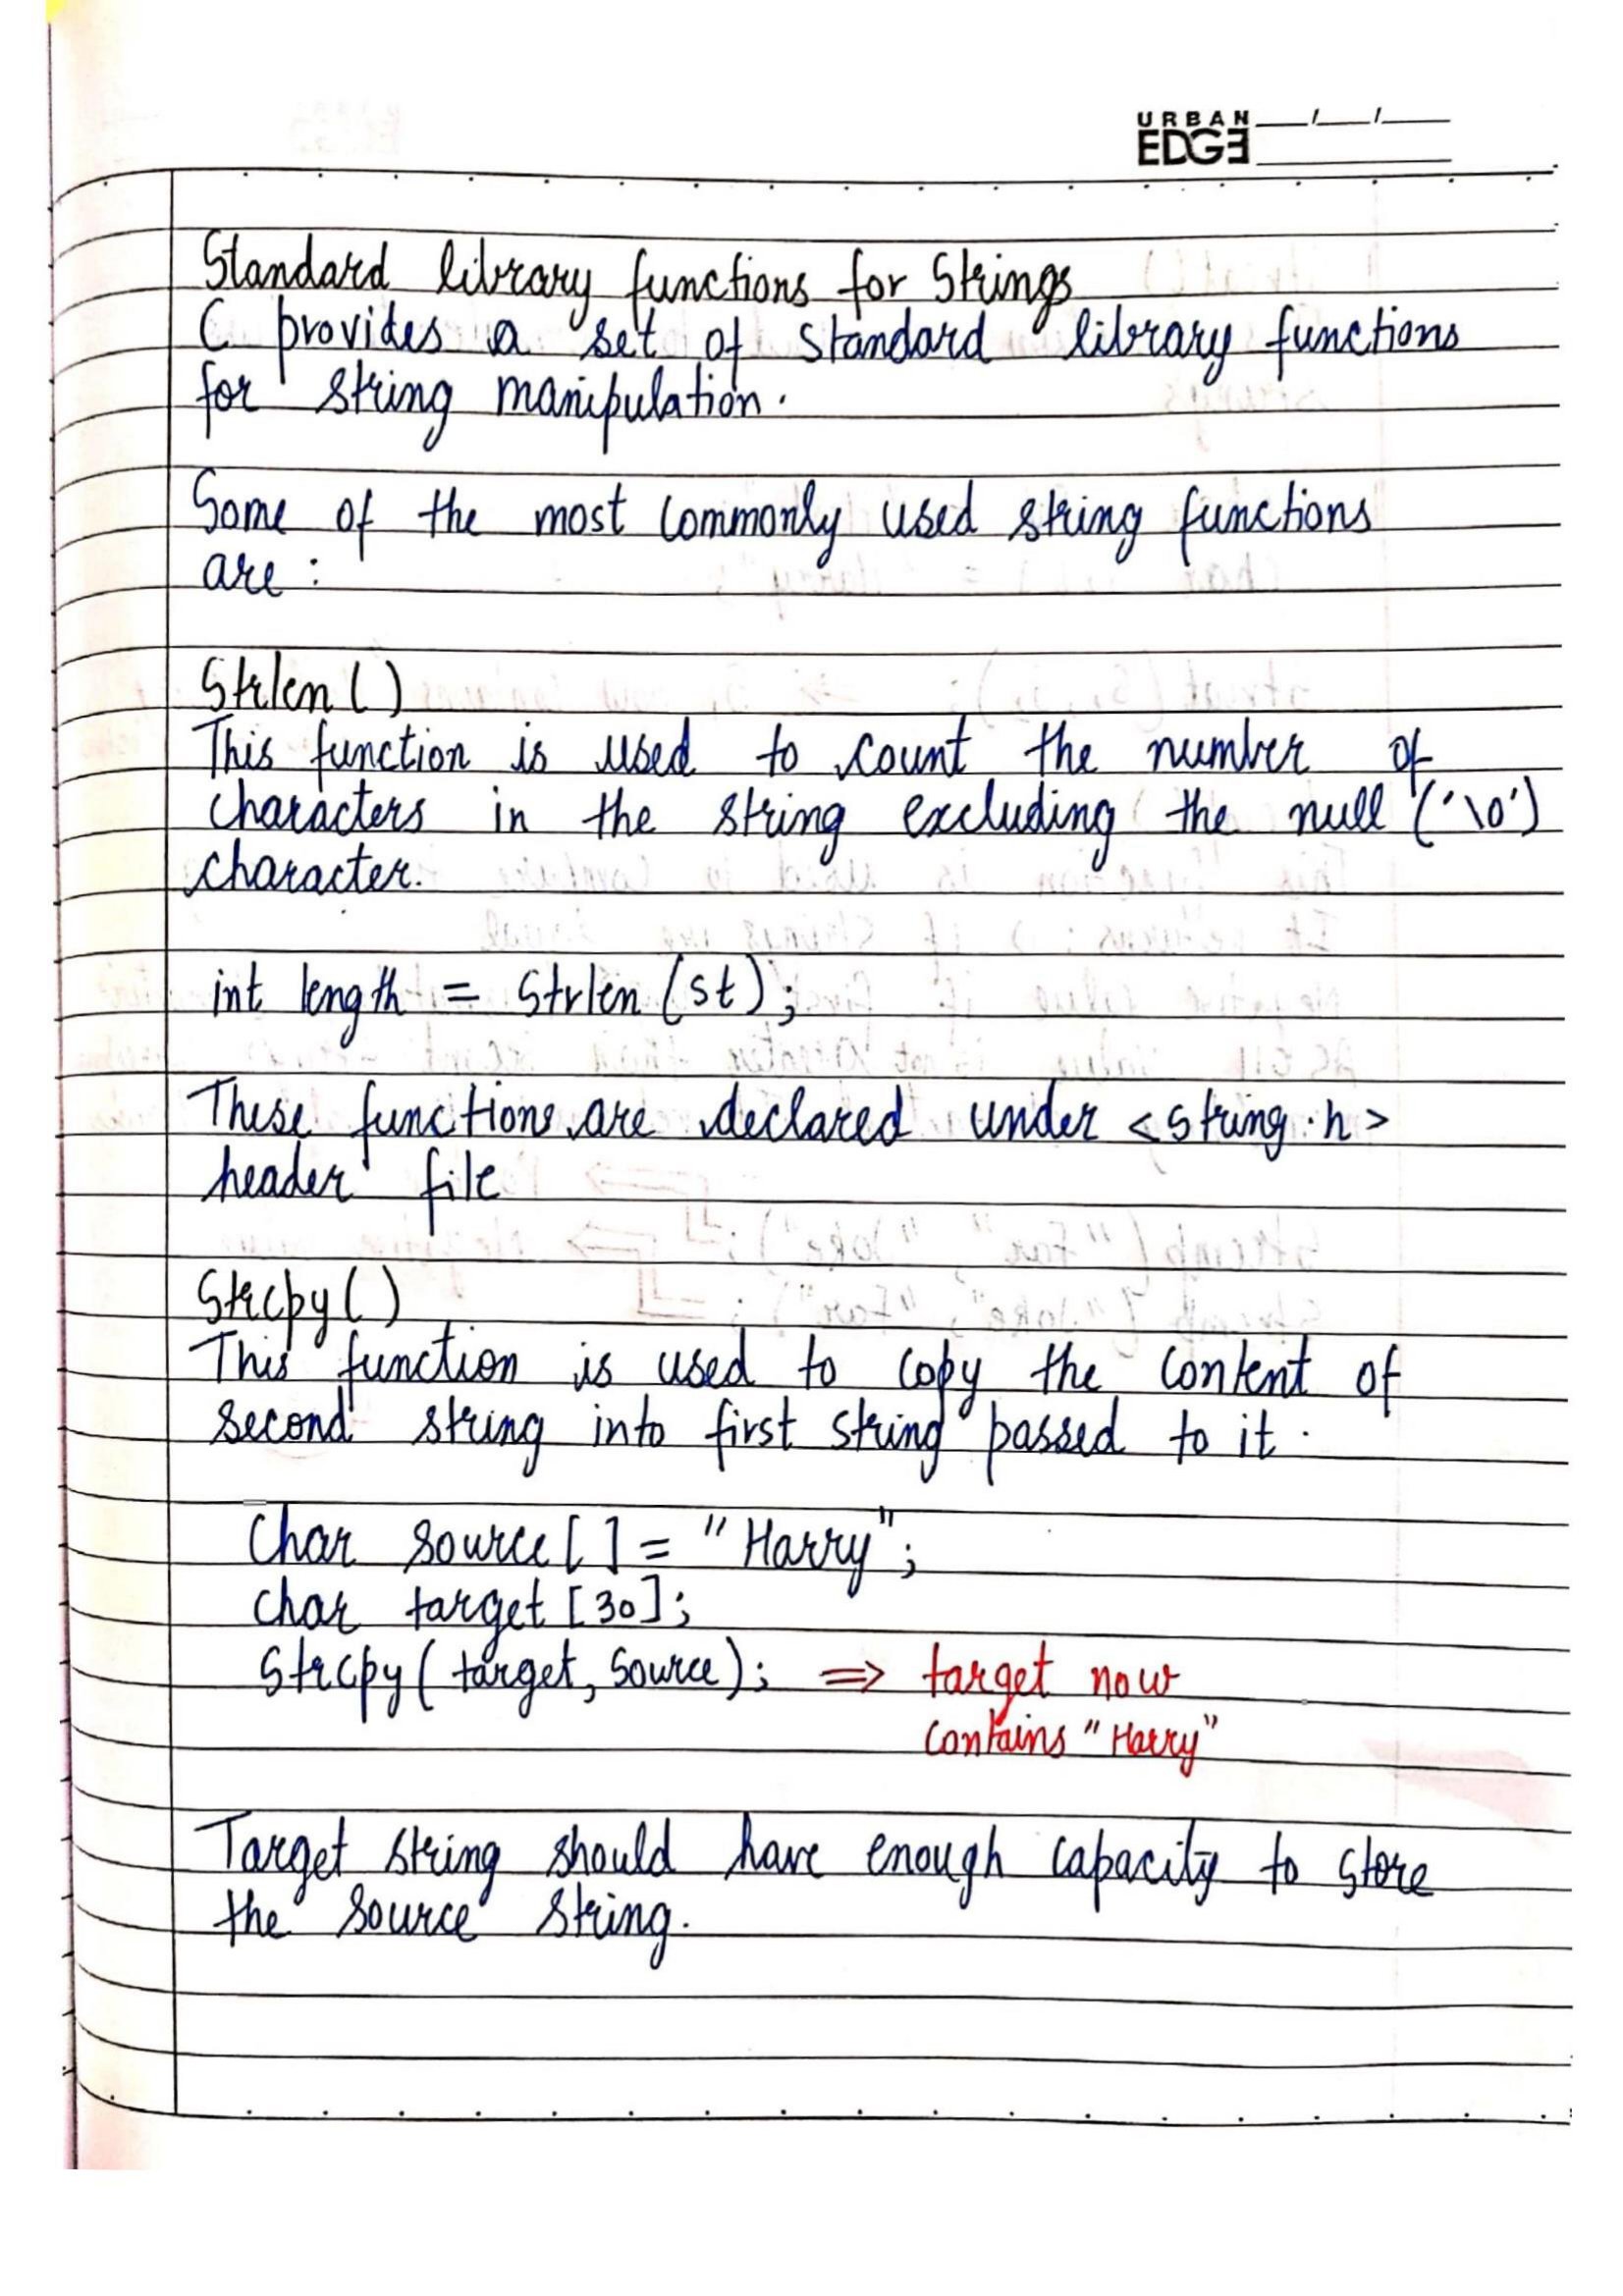 URBAN
EDGE
Standard library functions for Strings
C provides a set of standard library functions
for string manipulation.
Some of the most commonly used string functions
are :
Strlen ( )
This function is used to count the number of
characters in the string excluding the null ('\0')
character.
int length = Strlen (st);
These functions are declared under <string.h>
header file
Strcpy ( )
This function is used to copy the content of
second string into first string passed to it.
Char source [ ] = "Harry";
char target [30];
Strcpy ( target, Source); => target now
contains "Harry"
Target string should have enough capacity to store
the source string.